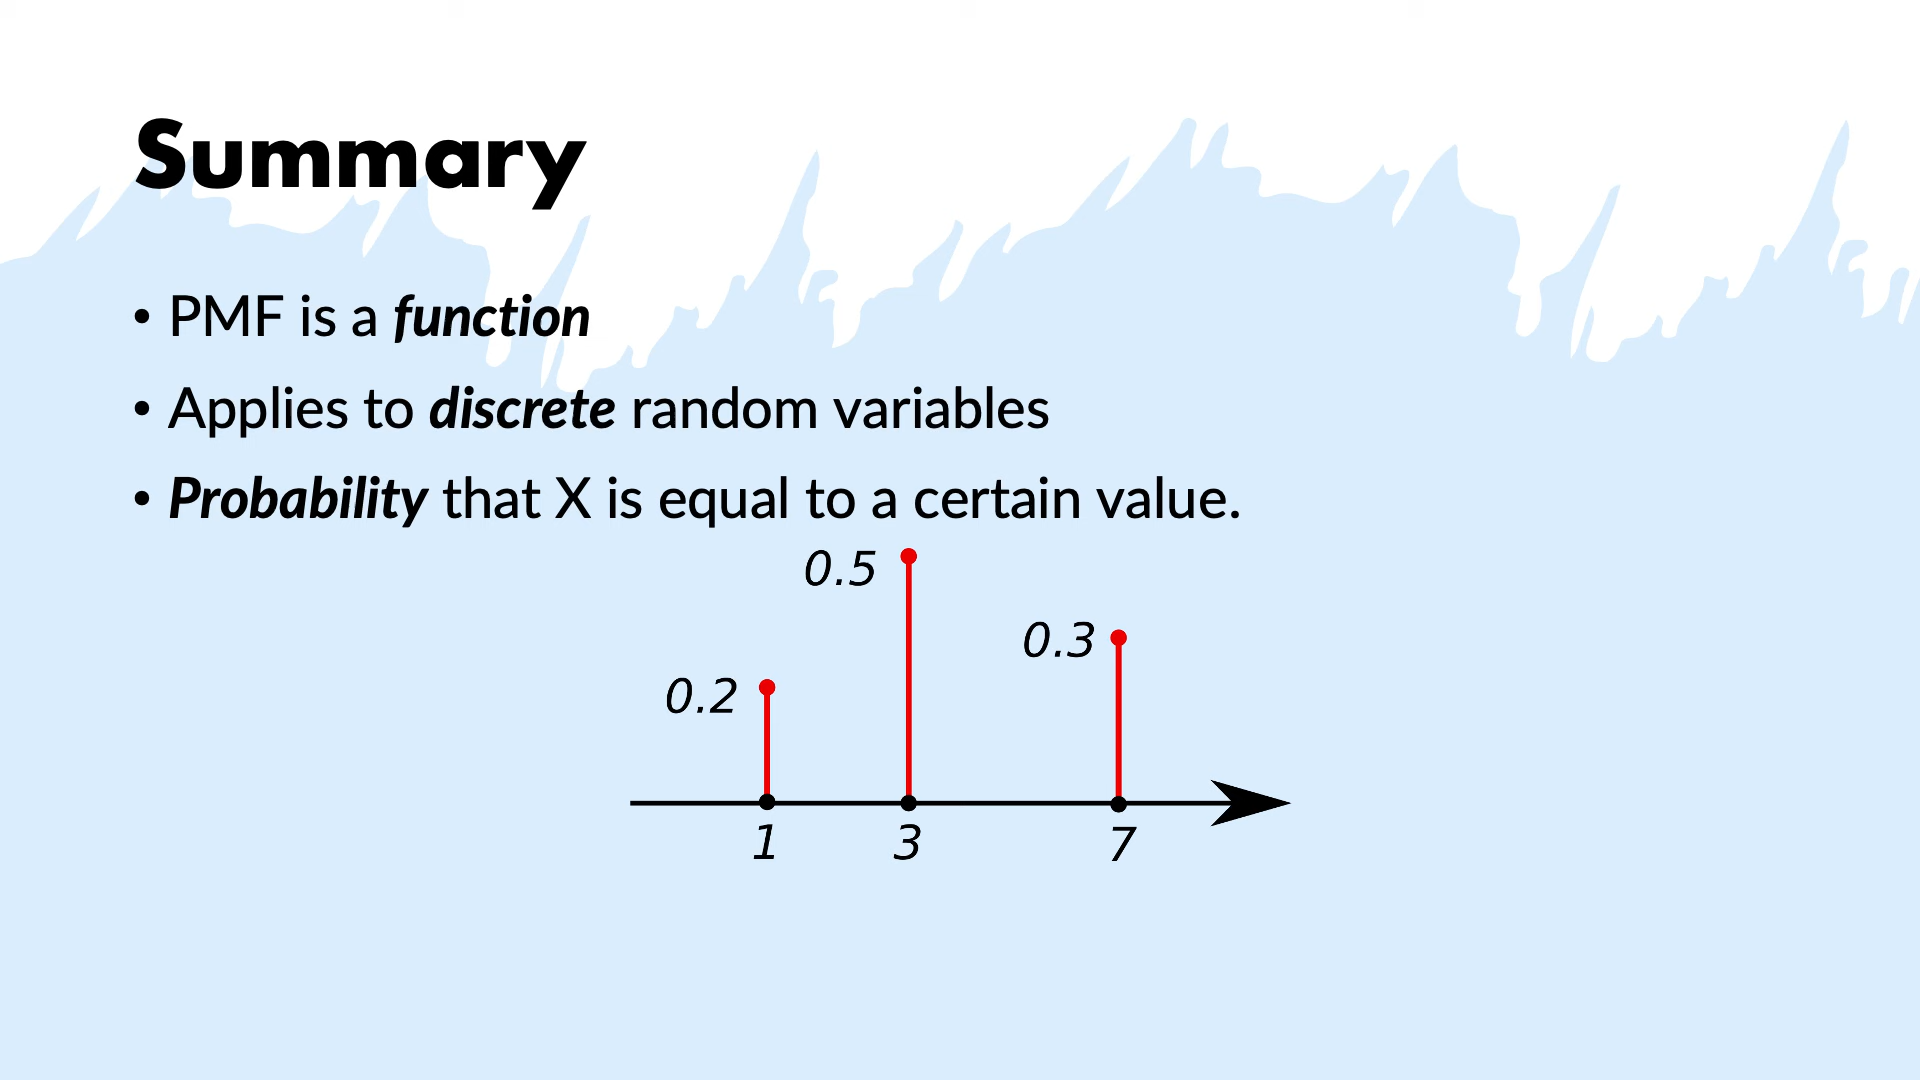 Summary
• PMF is a function
• Applies to discrete random variables
• Probability that X is equal to a certain value.
0.5
0.3
0.2
1 3 7